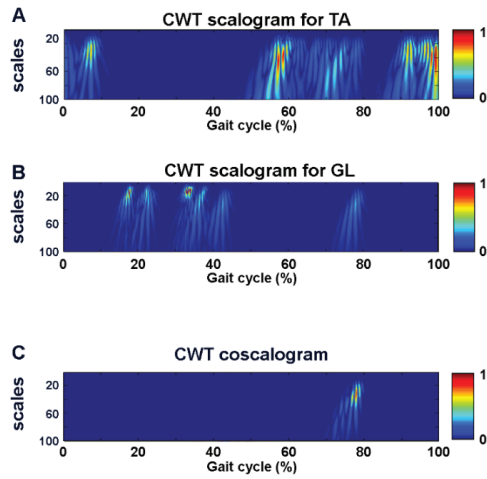 A
CWT scalogram for TA
scales
20
60
100
0 20 40 60 80 100
Gait cycle (%)
1
0
B
CWT scalogram for GL
scales
20
60
100
0 20 40 60 80 100
Gait cycle (%)
1
0
C
CWT coscalogram
scales
20
60
100
0 20 40 60 80 100
Gait cycle (%)
1
0